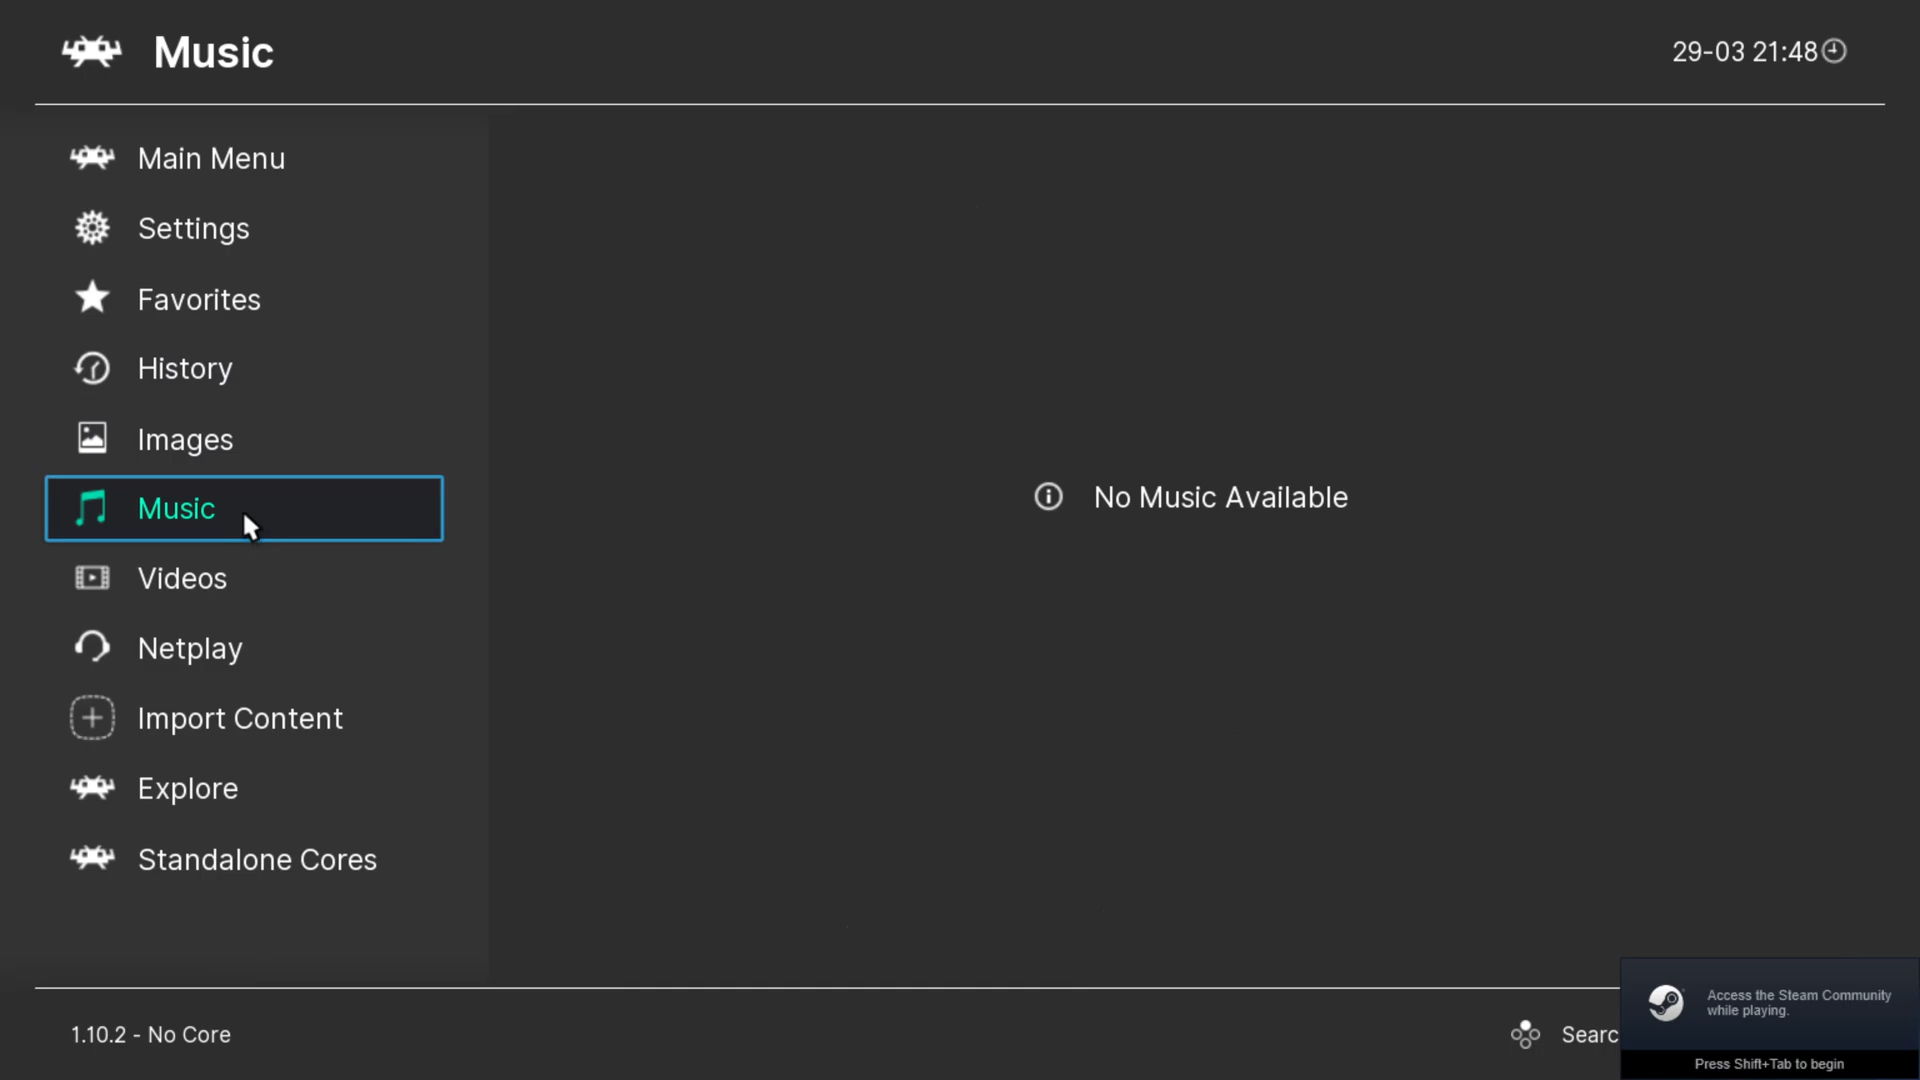 Music
29-03 21:48
Main Menu
Settings
Favorites
History
Images
Music
Videos
Netplay
Import Content
Explore
Standalone Cores
No Music Available
1.10.2 - No Core
Searc
Access the Steam Community
while playing.
Press Shift+Tab to begin